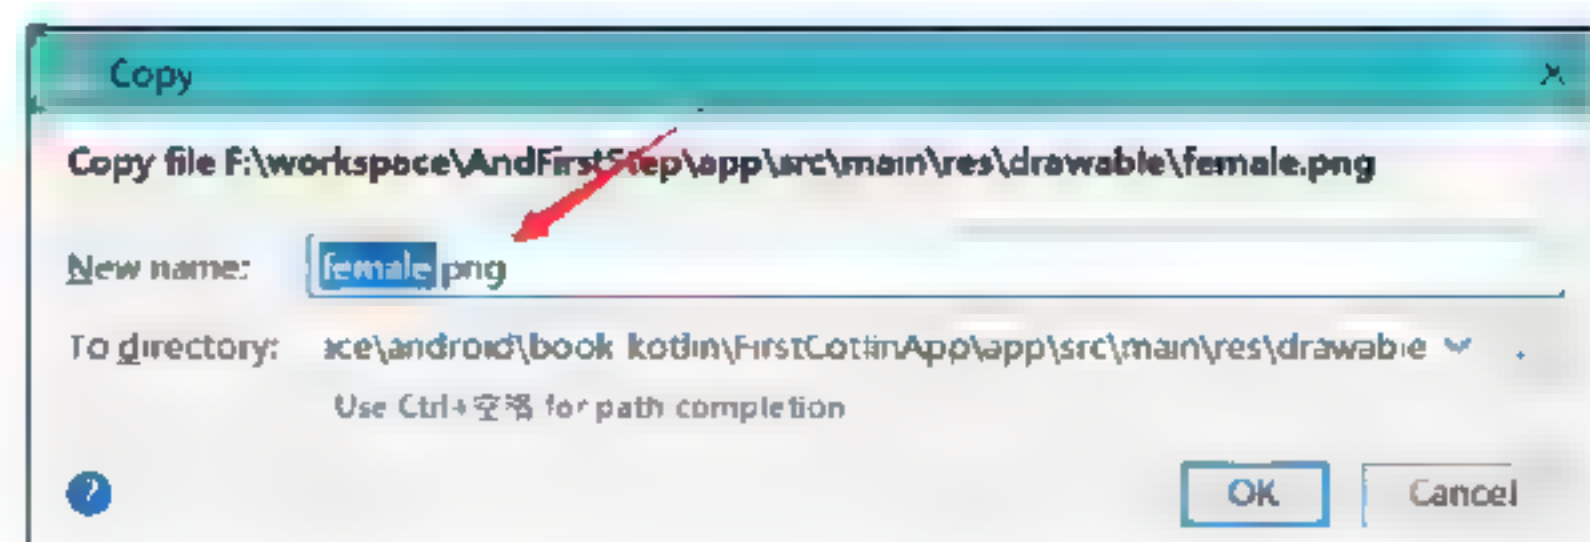 Copy
Copy file F:\workspace\AndFirstStep\app\src\main\res\drawable\female.png
New name: female.png
To directory: ice\android\book kotlin\FirstCotlinApp\app\src\main\res\drawable
Use Ctrl+空格 for path completion
? OK Cancel